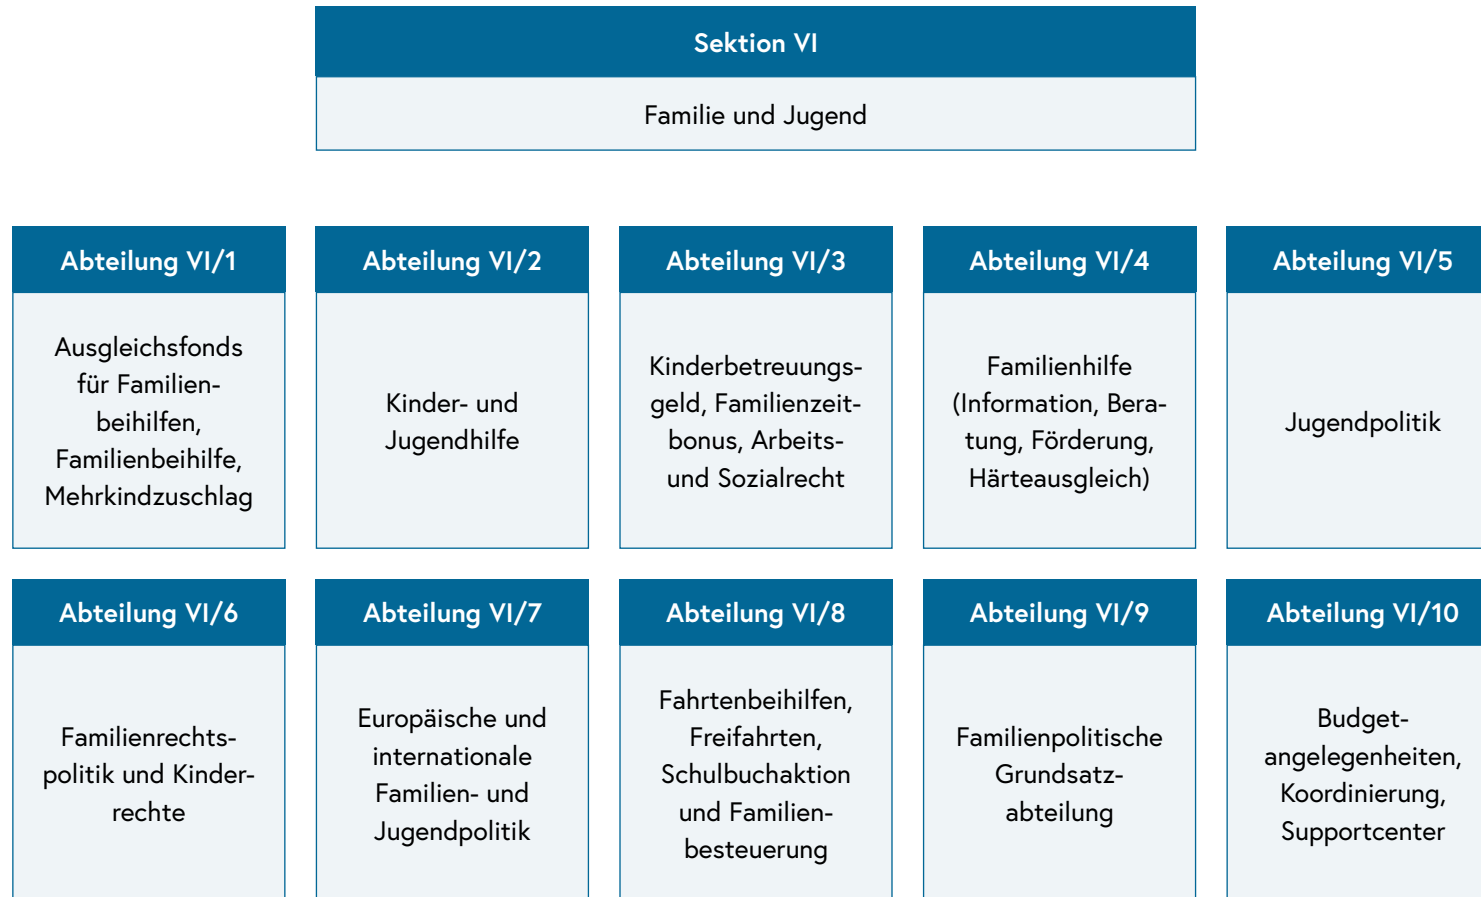 Sektion VI
Familie und Jugend
Abteilung VI/1
Ausgleichsfonds
für Familien-
beihilfen,
Familienbeihilfe,
Mehrkindzuschlag
Abteilung VI/2
Kinder- und
Jugendhilfe
Abteilung VI/3
Kinderbetreuungs-
geld, Familienzeit-
bonus, Arbeits-
und Sozialrecht
Abteilung VI/4
Familienhilfe
(Information, Bera-
tung, Förderung,
Härteausgleich)
Abteilung VI/5
Jugendpolitik
Abteilung VI/6
Familienrechts-
politik und Kinder-
rechte
Abteilung VI/7
Europäische und
internationale
Familien- und
Jugendpolitik
Abteilung VI/8
Fahrtenbeihilfen,
Freifahrten,
Schulbuchaktion
und Familien-
besteuerung
Abteilung VI/9
Familienpolitische
Grundsatz-
abteilung
Abteilung VI/10
Budget-
angelegenheiten,
Koordinierung,
Supportcenter